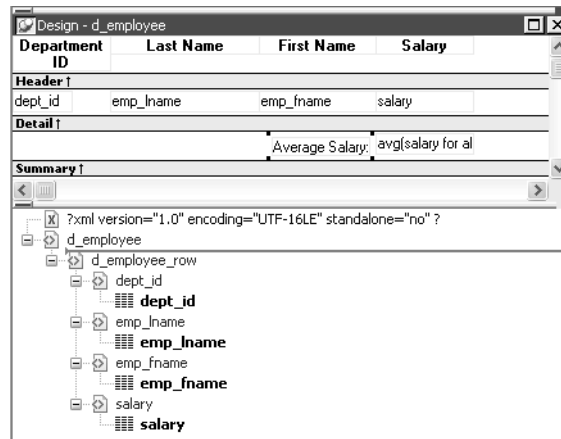 Design - d_employee
Department ID Last Name First Name Salary
Header ↑
dept_id emp_lname emp_fname salary
Detail ↑
Average Salary: avg(salary for al
Summary ↑
?xml version="1.0" encoding="UTF-16LE" standalone="no" ?
d_employee
d_employee_row
dept_id
dept_id
emp_lname
emp_lname
emp_fname
emp_fname
salary
salary